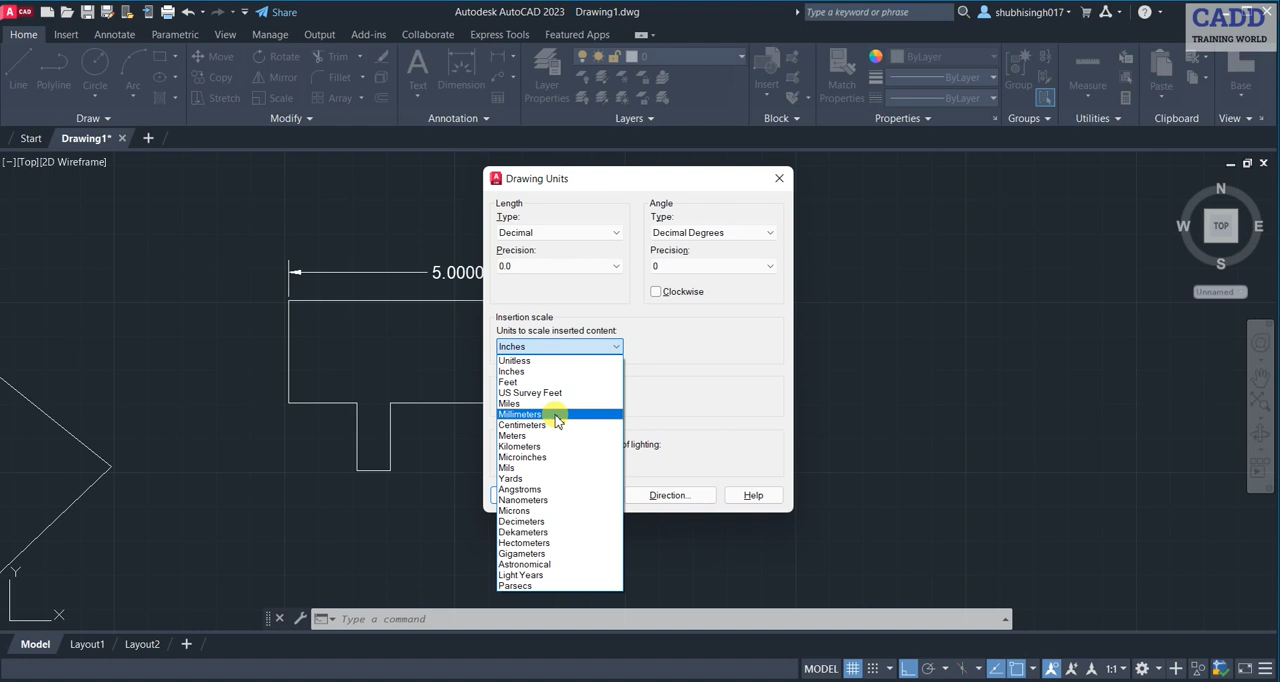 A CAD
Share
Autodesk AutoCAD 2023 Drawing1.dwg
Type a keyword or phrase
shubhisingh017
CADD
TRAINING WORLD
Home Insert Annotate Parametric View Manage Output Add-ins Collaborate Express Tools Featured Apps
Line Polyline Circle Arc
Move Rotate Trim
Copy Mirror Fillet
Stretch Scale Array
Text Dimension
Layer
Properties
0
Insert
Match
Properties
ByLayer
ByLayer
ByLayer
Group
Measure
Paste
Base
Draw Modify Annotation Layers Block Properties Groups Utilities Clipboard View
Start Drawing1* +
[−][Top][2D Wireframe]
N
W TOP E
S
Unnamed
5.0000
A Drawing Units
Length
Type:
Decimal
Precision:
0.0
Angle
Type:
Decimal Degrees
Precision:
0
Clockwise
Insertion scale
Units to scale inserted content:
Inches
Unitless
Inches
Feet
US Survey Feet
Miles
Millimeters
Centimeters
Meters
Kilometers
Microinches
Mils
Yards
Angstroms
Nanometers
Microns
Decimeters
Dekameters
Hectometers
Gigameters
Astronomical
Light Years
Parsecs
of lighting:
Direction... Help
Y
X
Type a command
Model Layout1 Layout2 +
MODEL 1:1